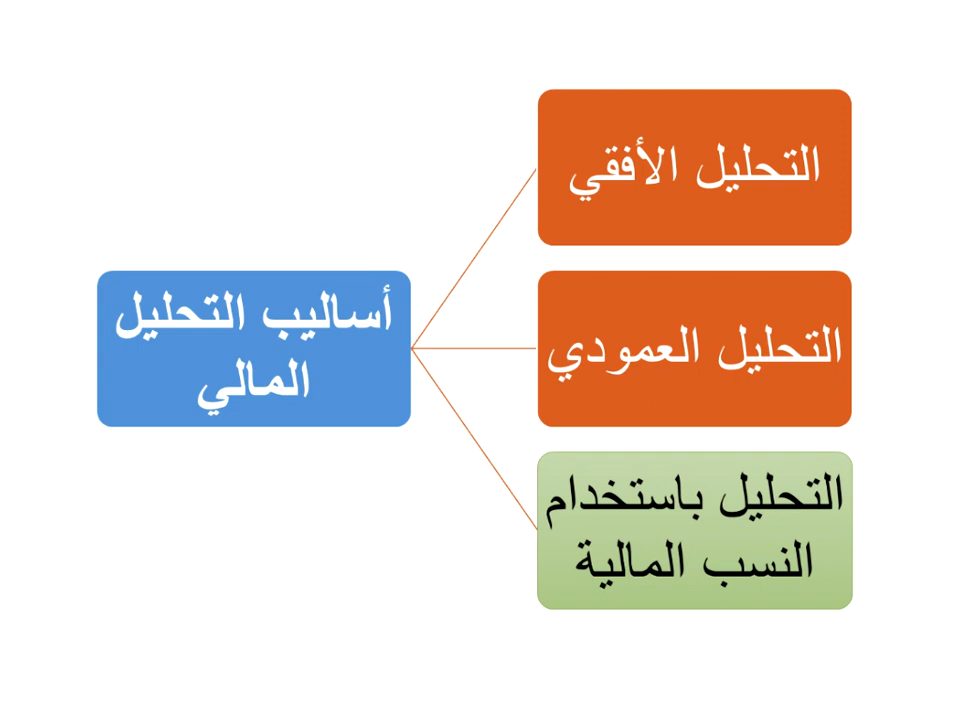 أساليب التحليل
المالي
التحليل الأفقي
التحليل العمودي
التحليل باستخدام
النسب المالية